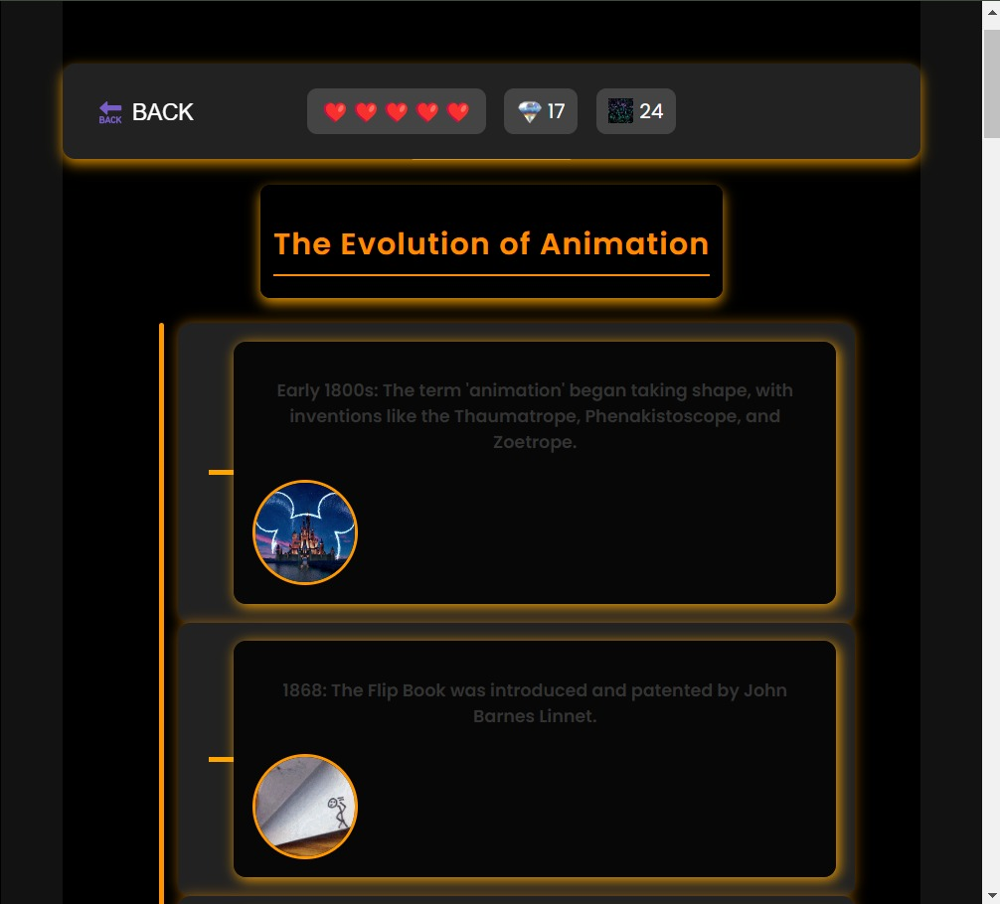 BACK BACK
17
24
The Evolution of Animation
Early 1800s: The term 'animation' began taking shape, with
inventions like the Thaumatrope, Phenakistoscope, and
Zoetrope.
1868: The Flip Book was introduced and patented by John
Barnes Linnet.